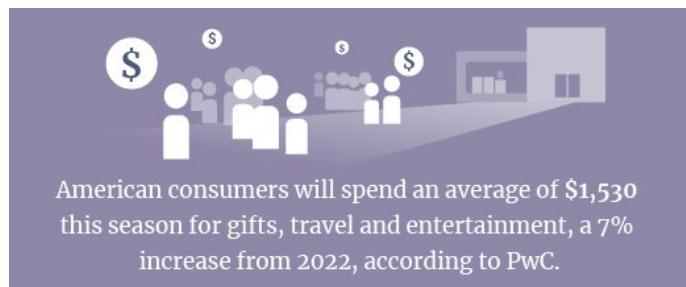 $
$
$
$
American consumers will spend an average of $1,530
this season for gifts, travel and entertainment, a 7%
increase from 2022, according to PwC.